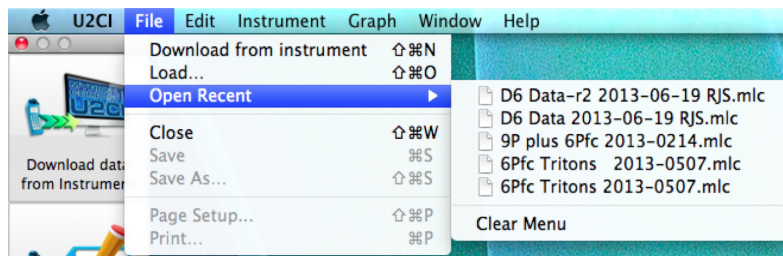 U2CI File Edit Instrument Graph Window Help
Download from instrument ⇧⌘N
Load... ⇧⌘O
Open Recent ▶
Close ⇧⌘W
Save ⌘S
Save As... ⇧⌘S
Page Setup... ⇧⌘P
Print... ⌘P
D6 Data-r2 2013-06-19 RJS.mlc
D6 Data 2013-06-19 RJS.mlc
9P plus 6Pfc 2013-0214.mlc
6Pfc Tritons   2013-0507.mlc
6Pfc Tritons 2013-0507.mlc
Clear Menu
U2CI
Download data
from Instrumen